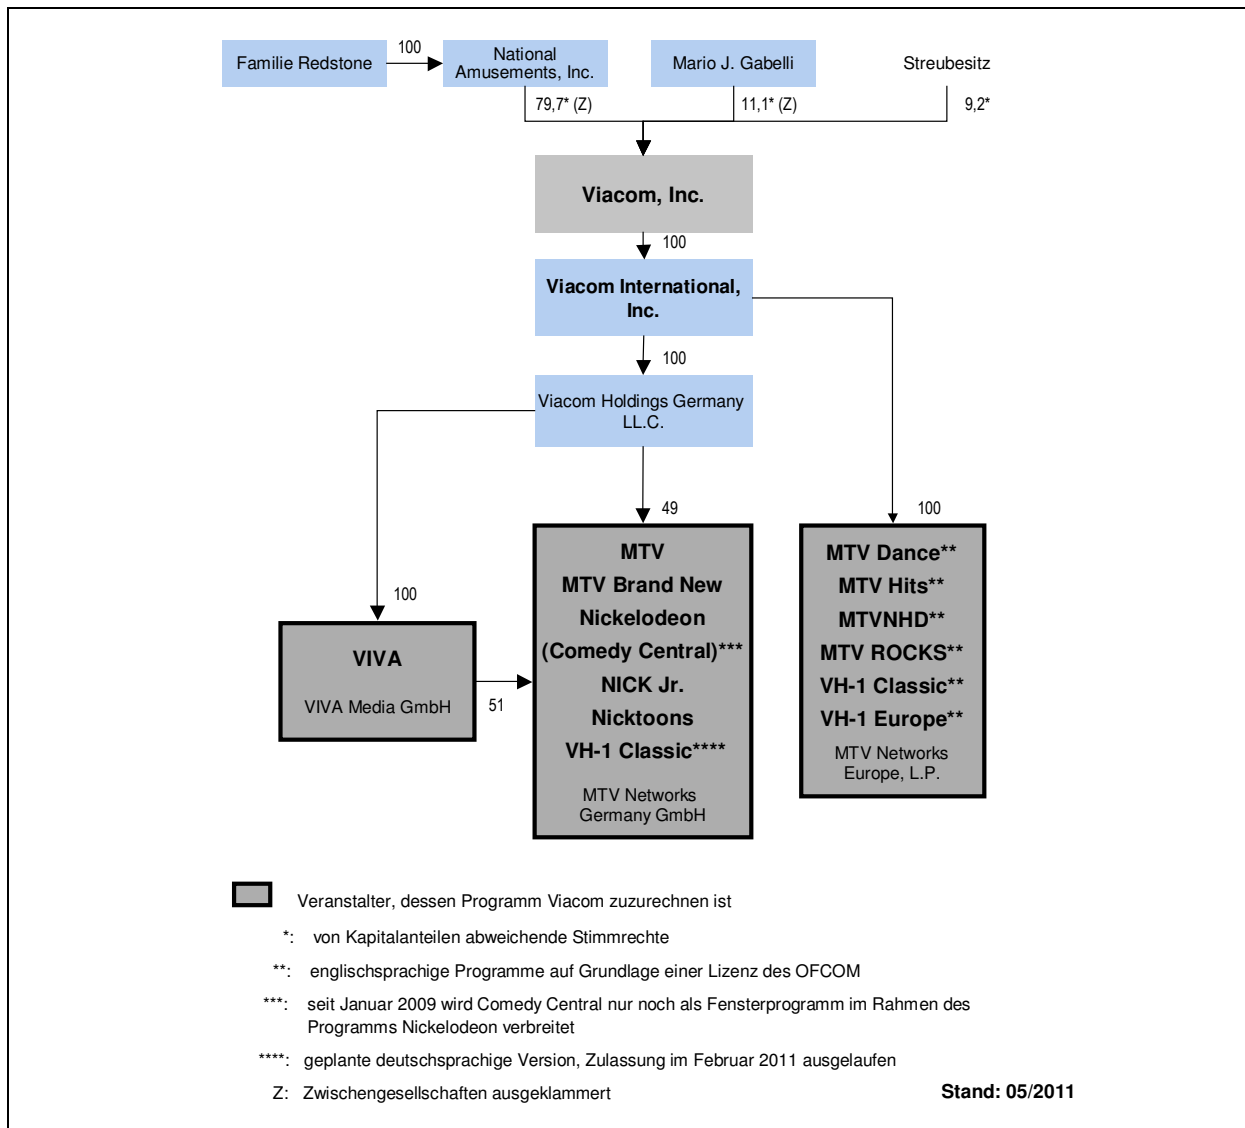 Familie Redstone
100
National
Amusements, Inc.
Mario J. Gabelli
Streubesitz
79,7* (Z)
11,1* (Z)
9,2*
Viacom, Inc.
100
Viacom International,
Inc.
100
Viacom Holdings Germany
LL.C.
49
100
100
MTV
MTV Brand New
Nickelodeon
(Comedy Central)***
NICK Jr.
Nicktoons
VH-1 Classic****
MTV Networks
Germany GmbH
MTV Dance**
MTV Hits**
MTVNHD**
MTV ROCKS**
VH-1 Classic**
VH-1 Europe**
MTV Networks
Europe, L.P.
VIVA
VIVA Media GmbH
51
Veranstalter, dessen Programm Viacom zuzurechnen ist
*: von Kapitalanteilen abweichende Stimmrechte
**: englischsprachige Programme auf Grundlage einer Lizenz des OFCOM
***: seit Januar 2009 wird Comedy Central nur noch als Fensterprogramm im Rahmen des
Programms Nickelodeon verbreitet
****: geplante deutschsprachige Version, Zulassung im Februar 2011 ausgelaufen
Z: Zwischengesellschaften ausgeklammert
Stand: 05/2011